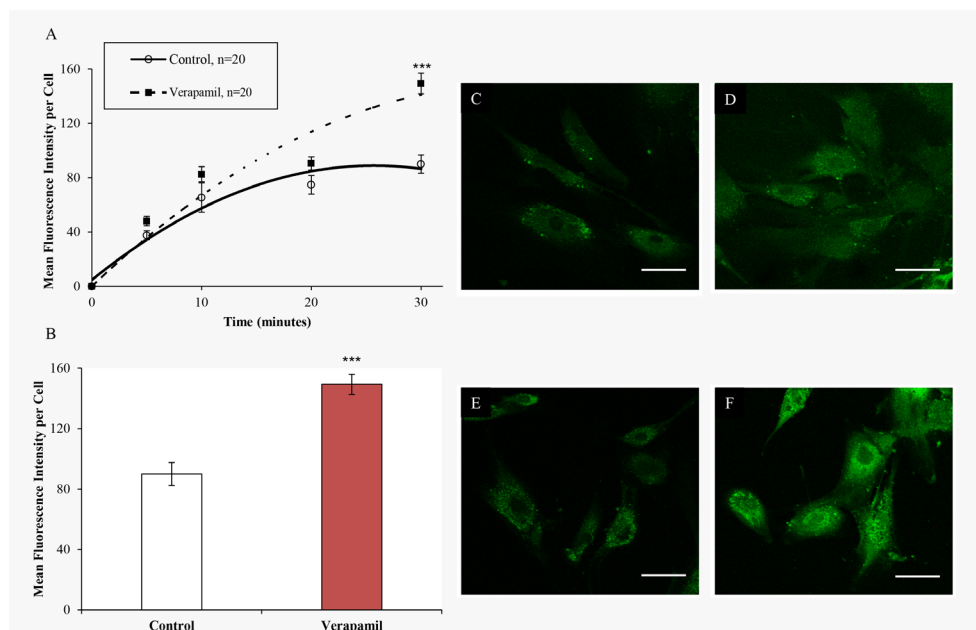 A
Control, n=20
Verapamil, n=20
***
Mean Fluorescence Intensity per Cell
160
120
80
40
0
0 10 20 30
Time (minutes)
B
***
Mean Fluorescence Intensity per Cell
160
120
80
40
0
Control Verapamil
C
D
E
F